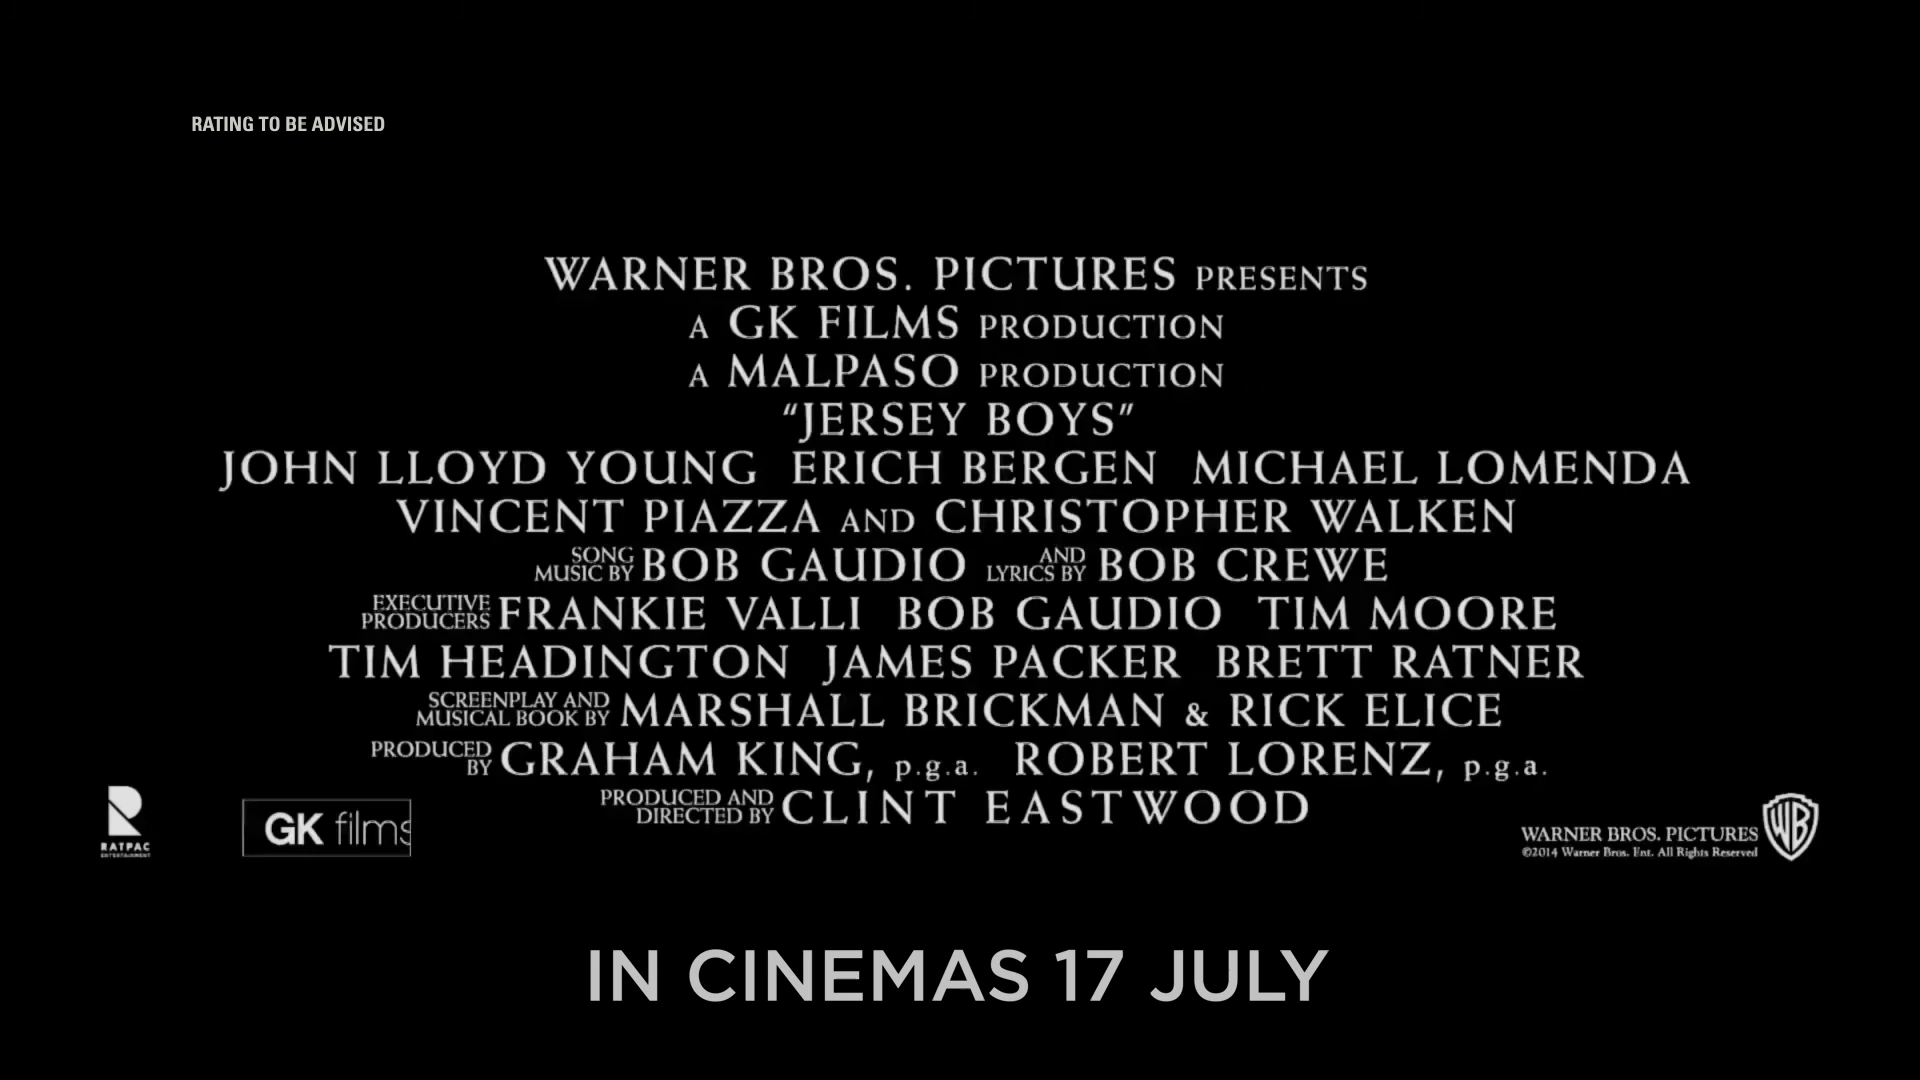 RATING TO BE ADVISED
WARNER BROS. PICTURES PRESENTS
A GK FILMS PRODUCTION
A MALPASO PRODUCTION
“JERSEY BOYS”
JOHN LLOYD YOUNG ERICH BERGEN MICHAEL LOMENDA
VINCENT PIAZZA AND CHRISTOPHER WALKEN
SONG MUSIC BY BOB GAUDIO AND LYRICS BY BOB CREWE
EXECUTIVE PRODUCERS FRANKIE VALLI BOB GAUDIO TIM MOORE
TIM HEADINGTON JAMES PACKER BRETT RATNER
SCREENPLAY AND MUSICAL BOOK BY MARSHALL BRICKMAN & RICK ELICE
PRODUCED BY GRAHAM KING, p.g.a. ROBERT LORENZ, p.g.a.
PRODUCED AND DIRECTED BY CLINT EASTWOOD
RATPAC
ENTERTAINMENT
GK films
WARNER BROS. PICTURES
©2014 Warner Bros. Ent. All Rights Reserved
WB
IN CINEMAS 17 JULY